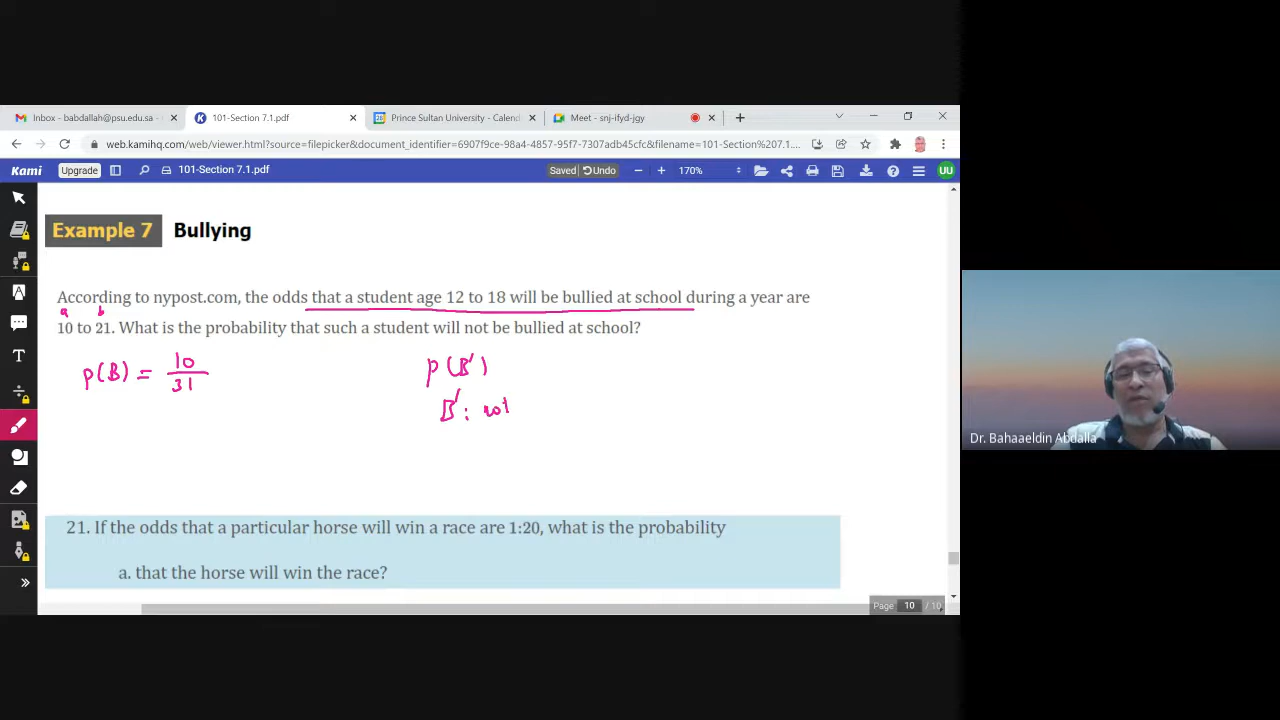 Inbox - babdallah@psu.edu.sa -
101-Section 7.1.pdf
Prince Sultan University - Calend
Meet - snj-ifyd-jgy
web.kamihq.com/web/viewer.html?source=filepicker&document_identifier=6907f9ce-98a4-4857-95f7-7307adb45cfc&filename=101-Section%207.1....
Kami Upgrade 101-Section 7.1.pdf Saved Undo 170% UU
Example 7 Bullying
According to nypost.com, the odds that a student age 12 to 18 will be bullied at school during a year are
a b
10 to 21. What is the probability that such a student will not be bullied at school?
P(B) = 10/31
P(B')
B': not
T
Dr. Bahaaeldin Abdalla
21. If the odds that a particular horse will win a race are 1:20, what is the probability
a. that the horse will win the race?
Page 10 / 10